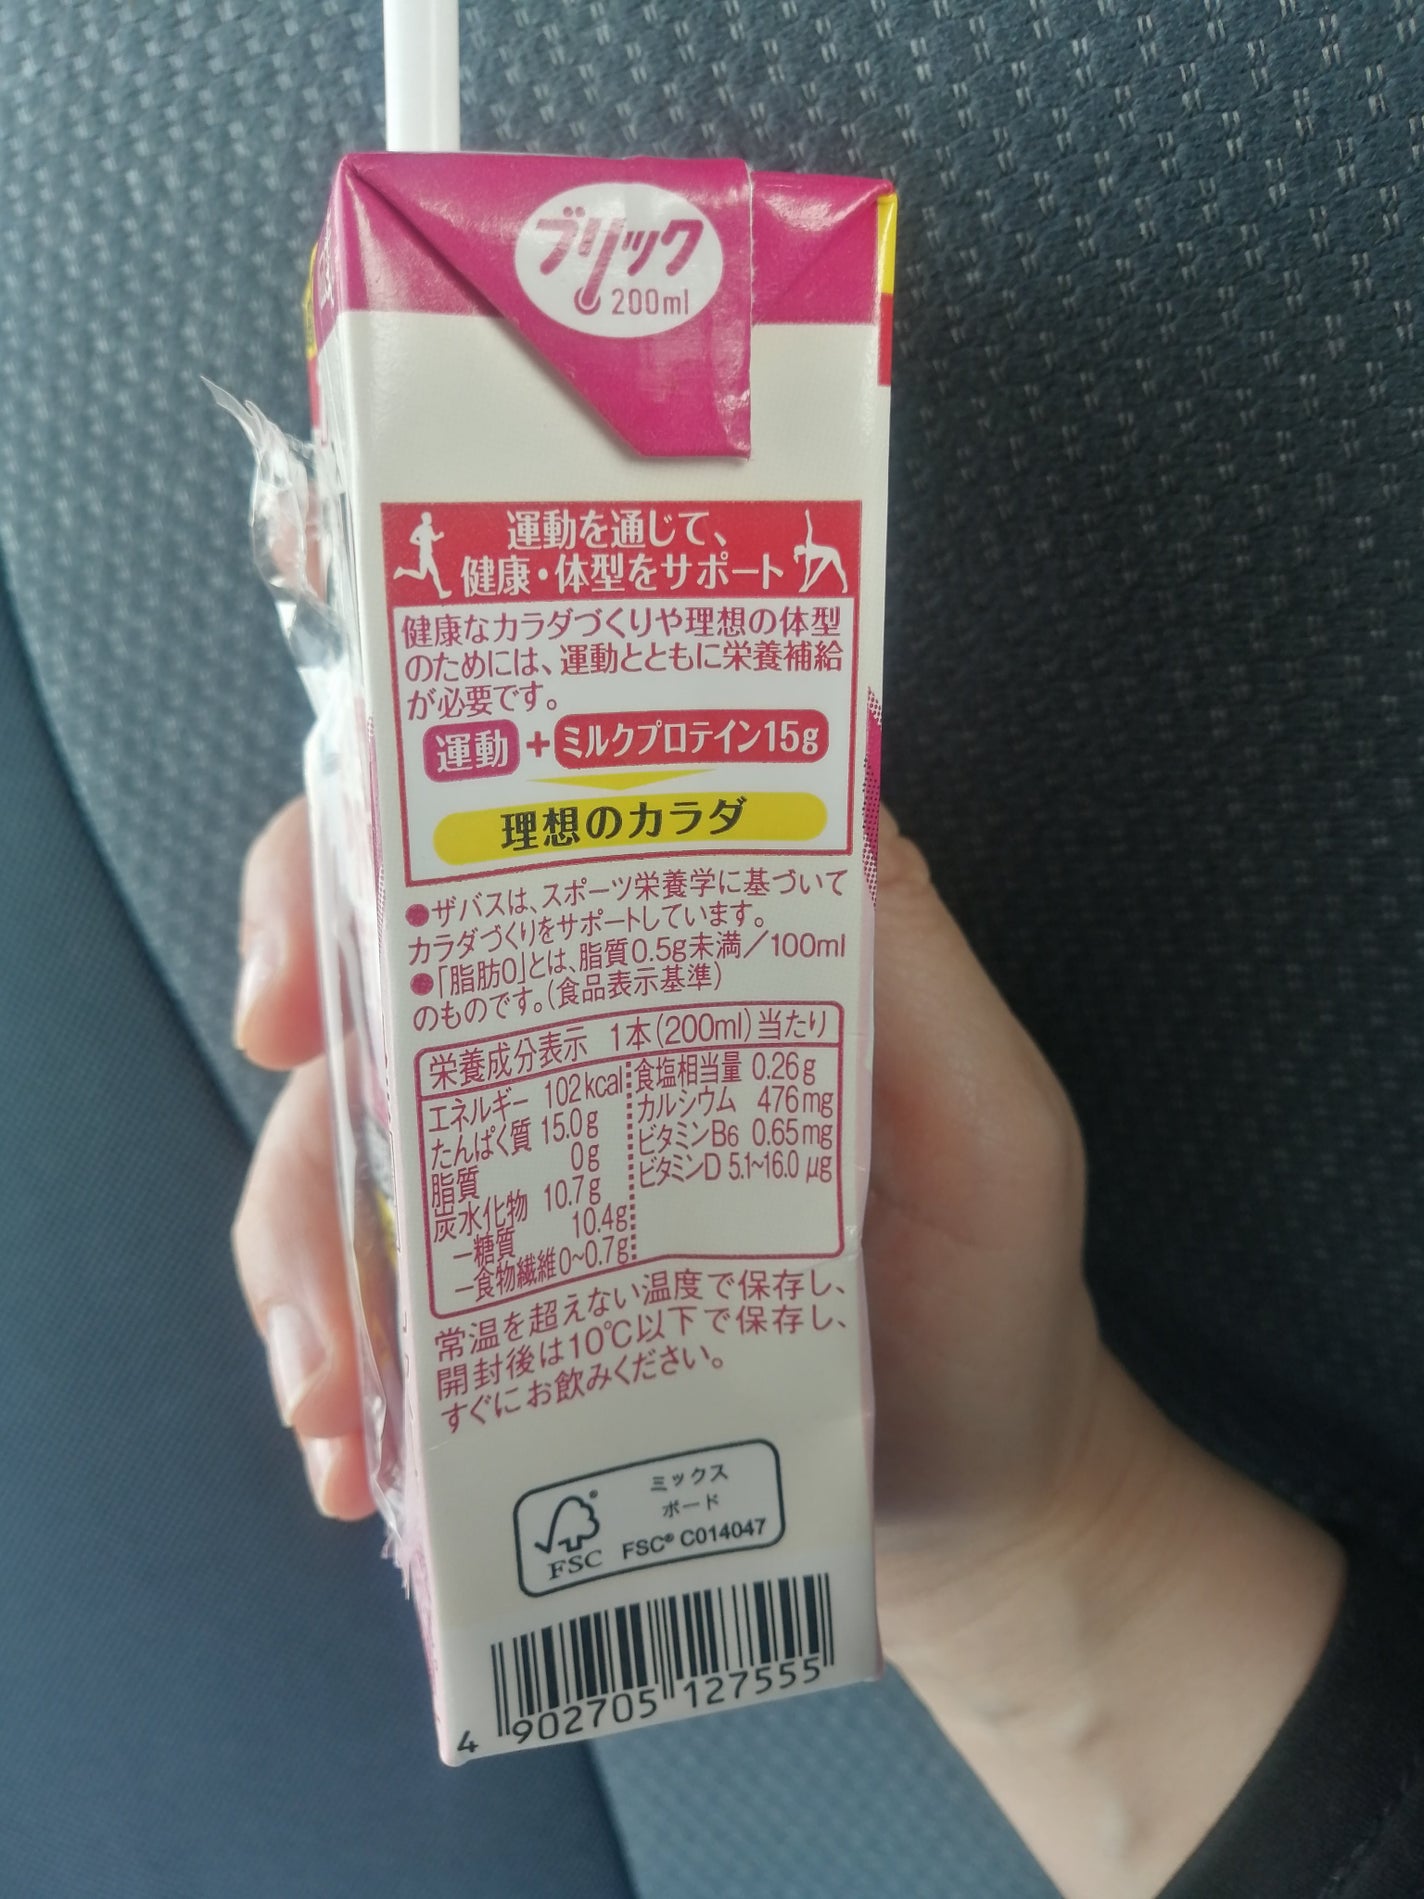 ブリック
200ml
運動を通じて、
健康・体型をサポート
健康なカラダづくりや理想の体型
のためには、運動とともに栄養補給
が必要です。
運動+ミルクプロテイン15g
理想のカラダ
●ザバスは、スポーツ栄養学に基づいて
カラダづくりをサポートしています。
●「脂肪0」とは、脂質0.5g未満/100ml
のものです。(食品表示基準)
栄養成分表示 1本(200ml)当たり
エネルギー 102kcal
たんぱく質 15.0g
脂質 0g
炭水化物 10.7g
ー糖質 10.4g
ー食物繊維 0~0.7g
食塩相当量 0.26g
カルシウム 476mg
ビタミンB6 0.65mg
ビタミンD 5.1~16.0 μg
常温を超えない温度で保存し、
開封後は10℃以下で保存し、
すぐにお飲みください。
ミックス
ボード
FSC® C014047
FSC
4 902705 127555